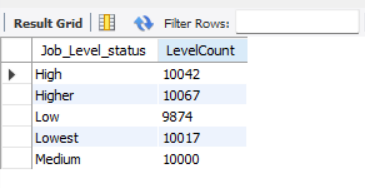 Result Grid Filter Rows:
Job_Level_status LevelCount
High 10042
Higher 10067
Low 9874
Lowest 10017
Medium 10000